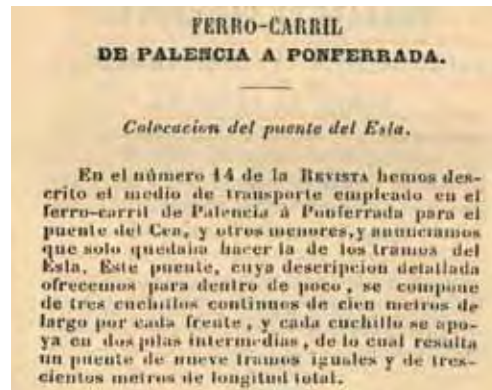 FERRO-CARRIL
DE PALENCIA A PONFERRADA.
Colocacion del puente del Esla.
En el número 14 de la REVISTA hemos des-
crito el medio de transporte empleado en el
ferro-carril de Palencia á Ponferrada para el
puente del Cea, y otros menores, y anunciamos
que solo quedaba hacer la de los tramos del
Esla. Este puente, cuya descripcion detallada
ofrecemos para dentro de poco, se compone
de tres cuchillos continuos de cien metros de
largo por cada frente, y cada cuchillo se apo-
ya en dos pilas intermedias, de lo cual resulta
un puente de nueve tramos iguales y de tres-
cientos metros de longitud total.